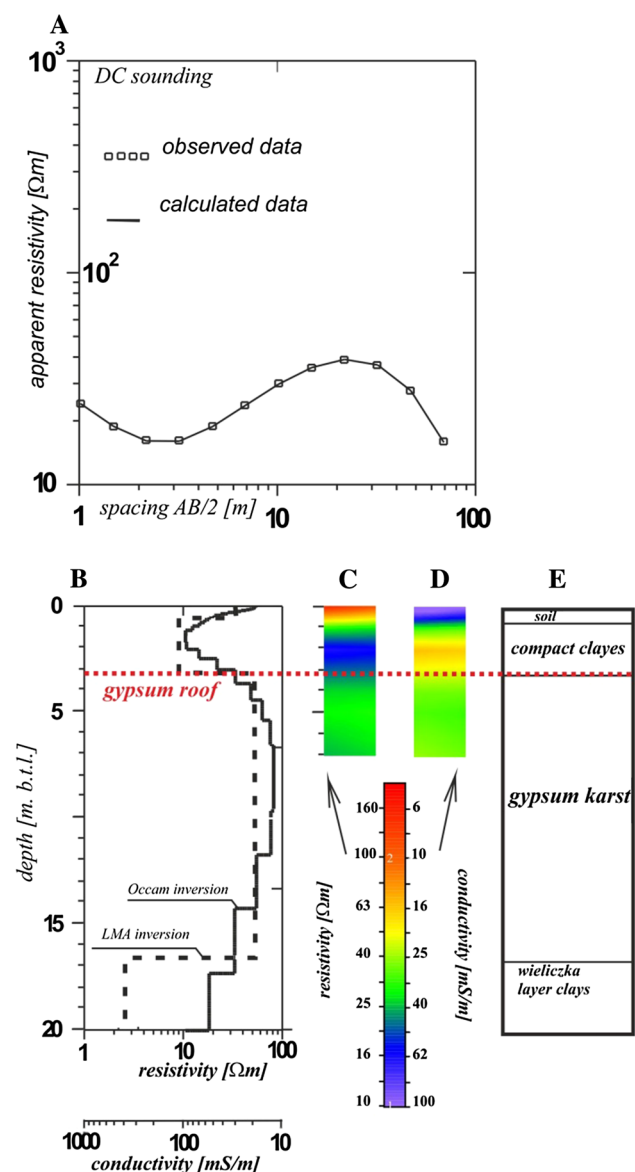 A
10³
DC sounding
observed data
calculated data
10²
apparent resistivity [Ωm]
10
1
spacing AB/2 [m]
10
100
B
C
D
E
0
soil
compact clayes
gypsum roof
5
gypsum karst
depth [m. b.t.l.]
160
6
2
100
10
Occam inversion
63
16
LMA inversion
15
40
25
resistivity [Ωm]
conductivity [mS/m]
wieliczka
layer clays
25
40
20
16
62
1
10
100
resistivity [Ωm]
10
1
100
1000
100
10
conductivity [mS/m]